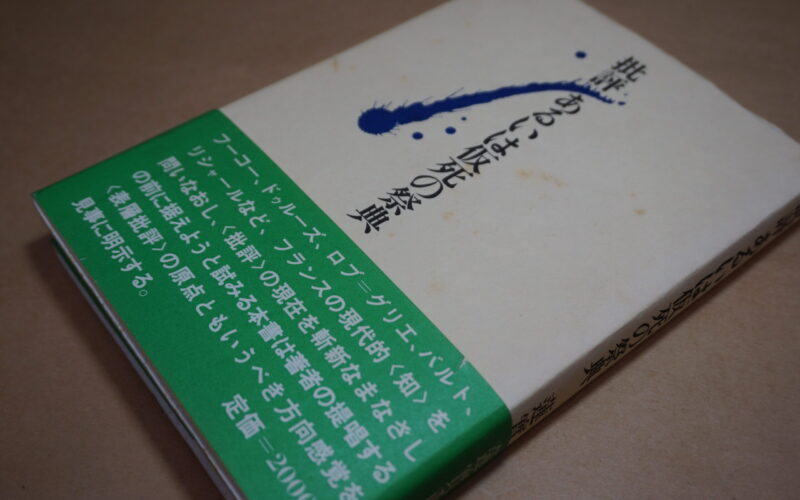 批評 あるいは仮死の祭典
フーコー、ドゥルーズ、ロブ=グリエ、バルト、
リシャールなど、フランスの現代的〈知〉を
問いなおし、〈批評〉の現在を斬新なまなざし
の前に据えようと試みる本書は著者の提唱する
〈表層批評〉の原点ともいうべき方向感覚を
見事に明示する。
定価=2000
あるいは仮死の祭典
蓮實